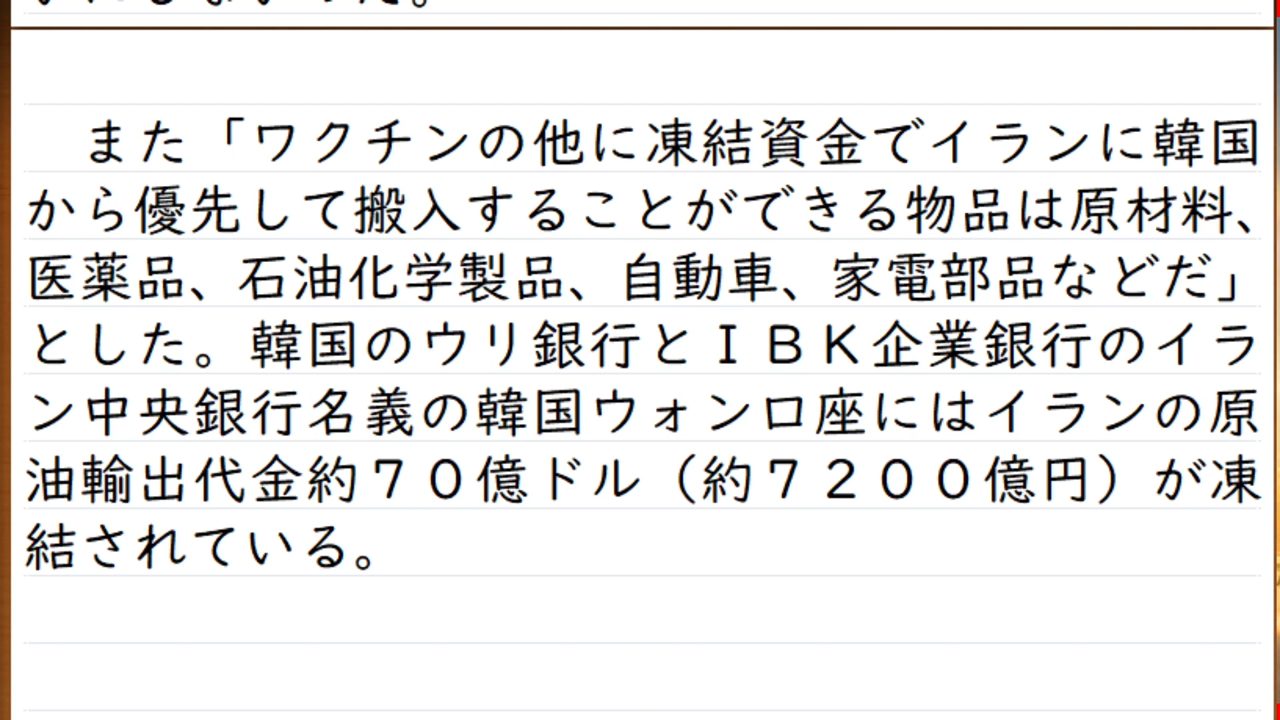 また「ワクチンの他に凍結資金でイランに韓国
から優先して搬入することができる物品は原材料、
医薬品、石油化学製品、自動車、家電部品などだ」
とした。韓国のウリ銀行とＩＢＫ企業銀行のイラ
ン中央銀行名義の韓国ウォン口座にはイランの原
油輸出代金約７０億ドル（約７２００億円）が凍
結されている。